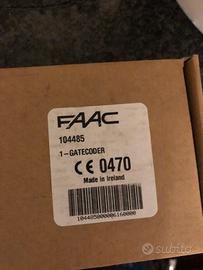 FAAC
104485
1-GATECODER
CE 0470
Made in Ireland
1044850000006160000
subito